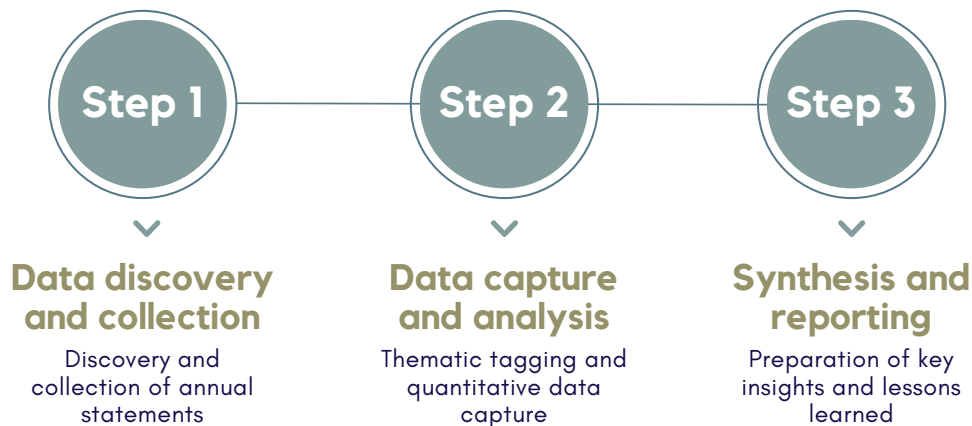 Step 1
Step 2
Step 3
Data discovery
and collection
Discovery and
collection of annual
statements
Data capture
and analysis
Thematic tagging and
quantitative data
capture
Synthesis and
reporting
Preparation of key
insights and lessons
learned